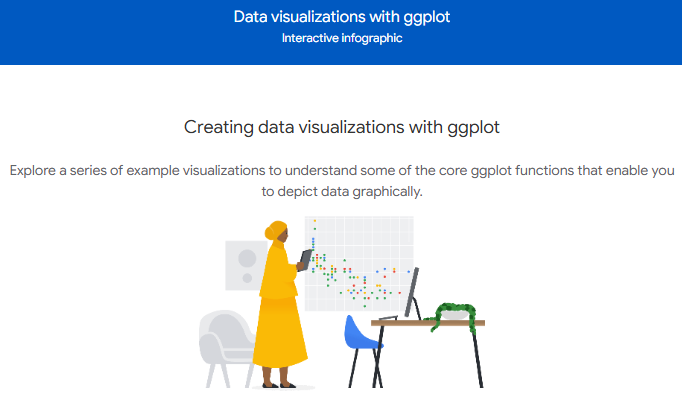 Data visualizations with ggplot
Interactive infographic
Creating data visualizations with ggplot
Explore a series of example visualizations to understand some of the core ggplot functions that enable you
to depict data graphically.